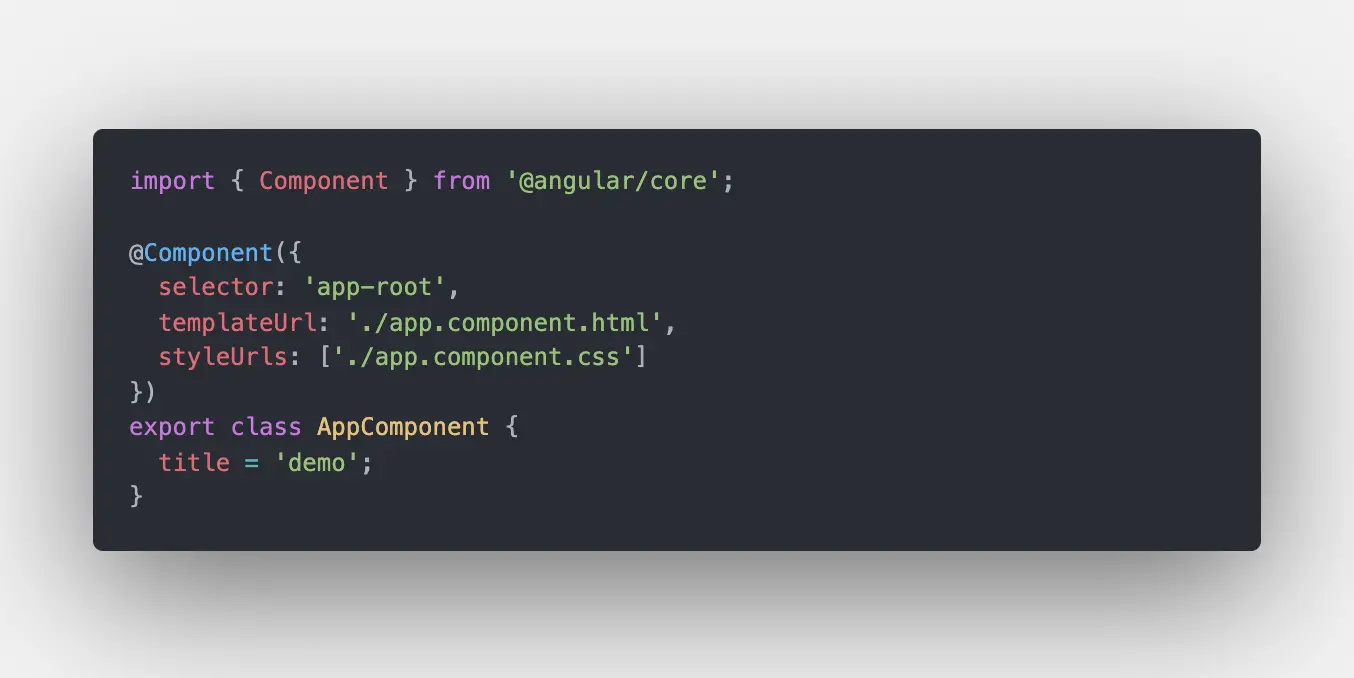 import { Component } from '@angular/core';

@Component({
  selector: 'app-root',
  templateUrl: './app.component.html',
  styleUrls: ['./app.component.css']
})
export class AppComponent {
  title = 'demo';
}